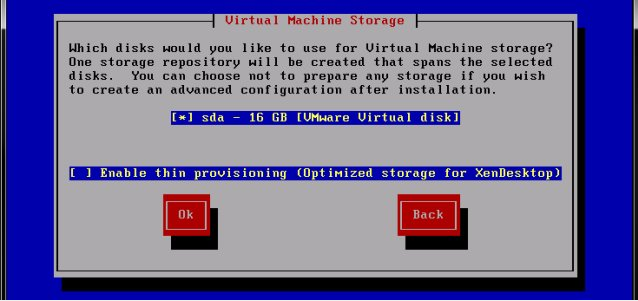 Virtual Machine Storage
Which disks would you like to use for Virtual Machine storage?
One storage repository will be created that spans the selected
disks.  You can choose not to prepare any storage if you wish
to create an advanced configuration after installation.
[*] sda - 16 GB [VMware Virtual disk]
[ ] Enable thin provisioning (Optimized storage for XenDesktop)
Ok Back